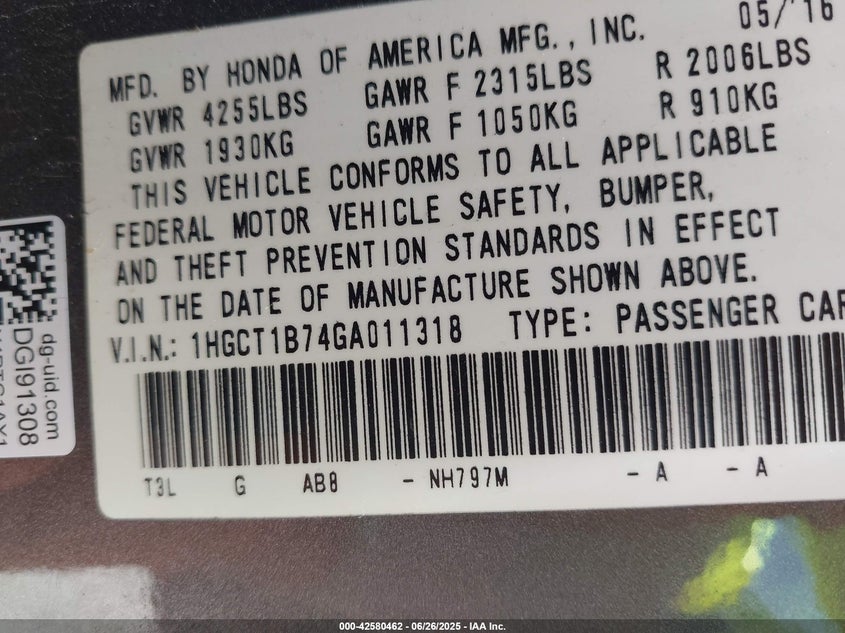 05/16
MFD. BY HONDA OF AMERICA MFG., INC.
GVWR 4255LBS GAWR F 2315LBS R 2006LBS
GVWR 1930KG GAWR F 1050KG R 910KG
THIS VEHICLE CONFORMS TO ALL APPLICABLE
FEDERAL MOTOR VEHICLE SAFETY, BUMPER,
AND THEFT PREVENTION STANDARDS IN EFFECT
ON THE DATE OF MANUFACTURE SHOWN ABOVE.
V.I.N.: 1HGCT1B74GA011318 TYPE: PASSENGER CAR
T3L G AB8 - NH797M - A - A
dg-uid.com
DGI91308
000-42580462 - 06/26/2025 - IAA Inc.